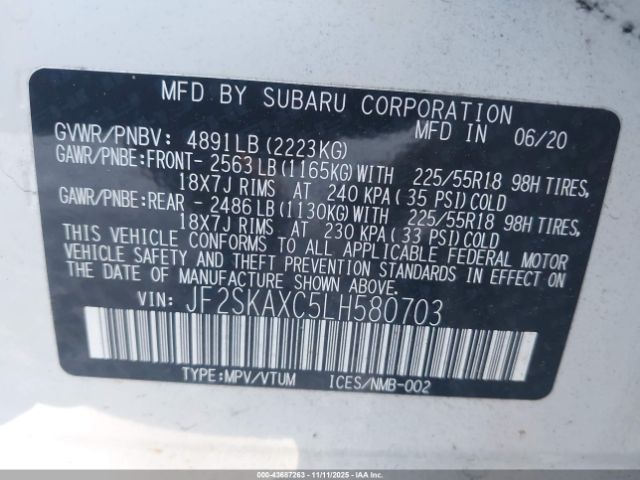 MFD BY SUBARU CORPORATION
GVWR/PNBV: 4891LB(2223KG) MFD IN 06/20
GAWR/PNBE:FRONT- 2563LB(1165KG)WITH 225/55R18 98H TIRES,
18X7J RIMS AT 240 KPA(35 PSI)COLD
GAWR/PNBE:REAR - 2486LB(1130KG)WITH 225/55R18 98H TIRES,
18X7J RIMS AT 230 KPA(33 PSI)COLD
THIS VEHICLE CONFORMS TO ALL APPLICABLE FEDERAL MOTOR
VEHICLE SAFETY AND THEFT PREVENTION STANDARDS IN EFFECT ON
THE DATE OF MANUFACTURE SHOWN ABOVE.
VIN: JF2SKAXC5LH580703
TYPE:MPV/VTUM ICES/NMB-002
00-43687263 - 11/11/2025 - IAAI.COM